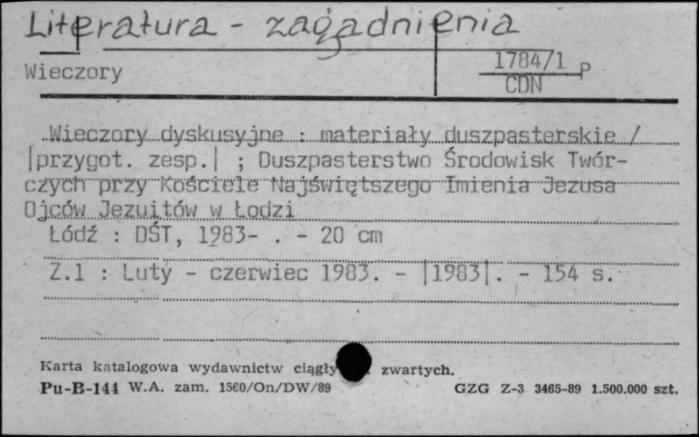 Literatura - zagadnienia
Wieczory
1784/1 p
CDN
Wieczory dyskusyjne : materiały duszpasterskie /
|przygot. zesp.| ; Duszpasterstwo Środowisk Twór-
czych przy Kościele Najświętszego Imienia Jezusa
Ojców Jezuitów w Łodzi
Łódź : DŚT, 1983- . - 20 cm
Z.1 : Luty - czerwiec 1983. - |1983|. - 154 s.
Karta katalogowa wydawnictw ciągły zwartych.
Pu-B-144 W.A. zam. 1560/On/DW/89 GZG Z-3 3465-89 1.500.000 szt.